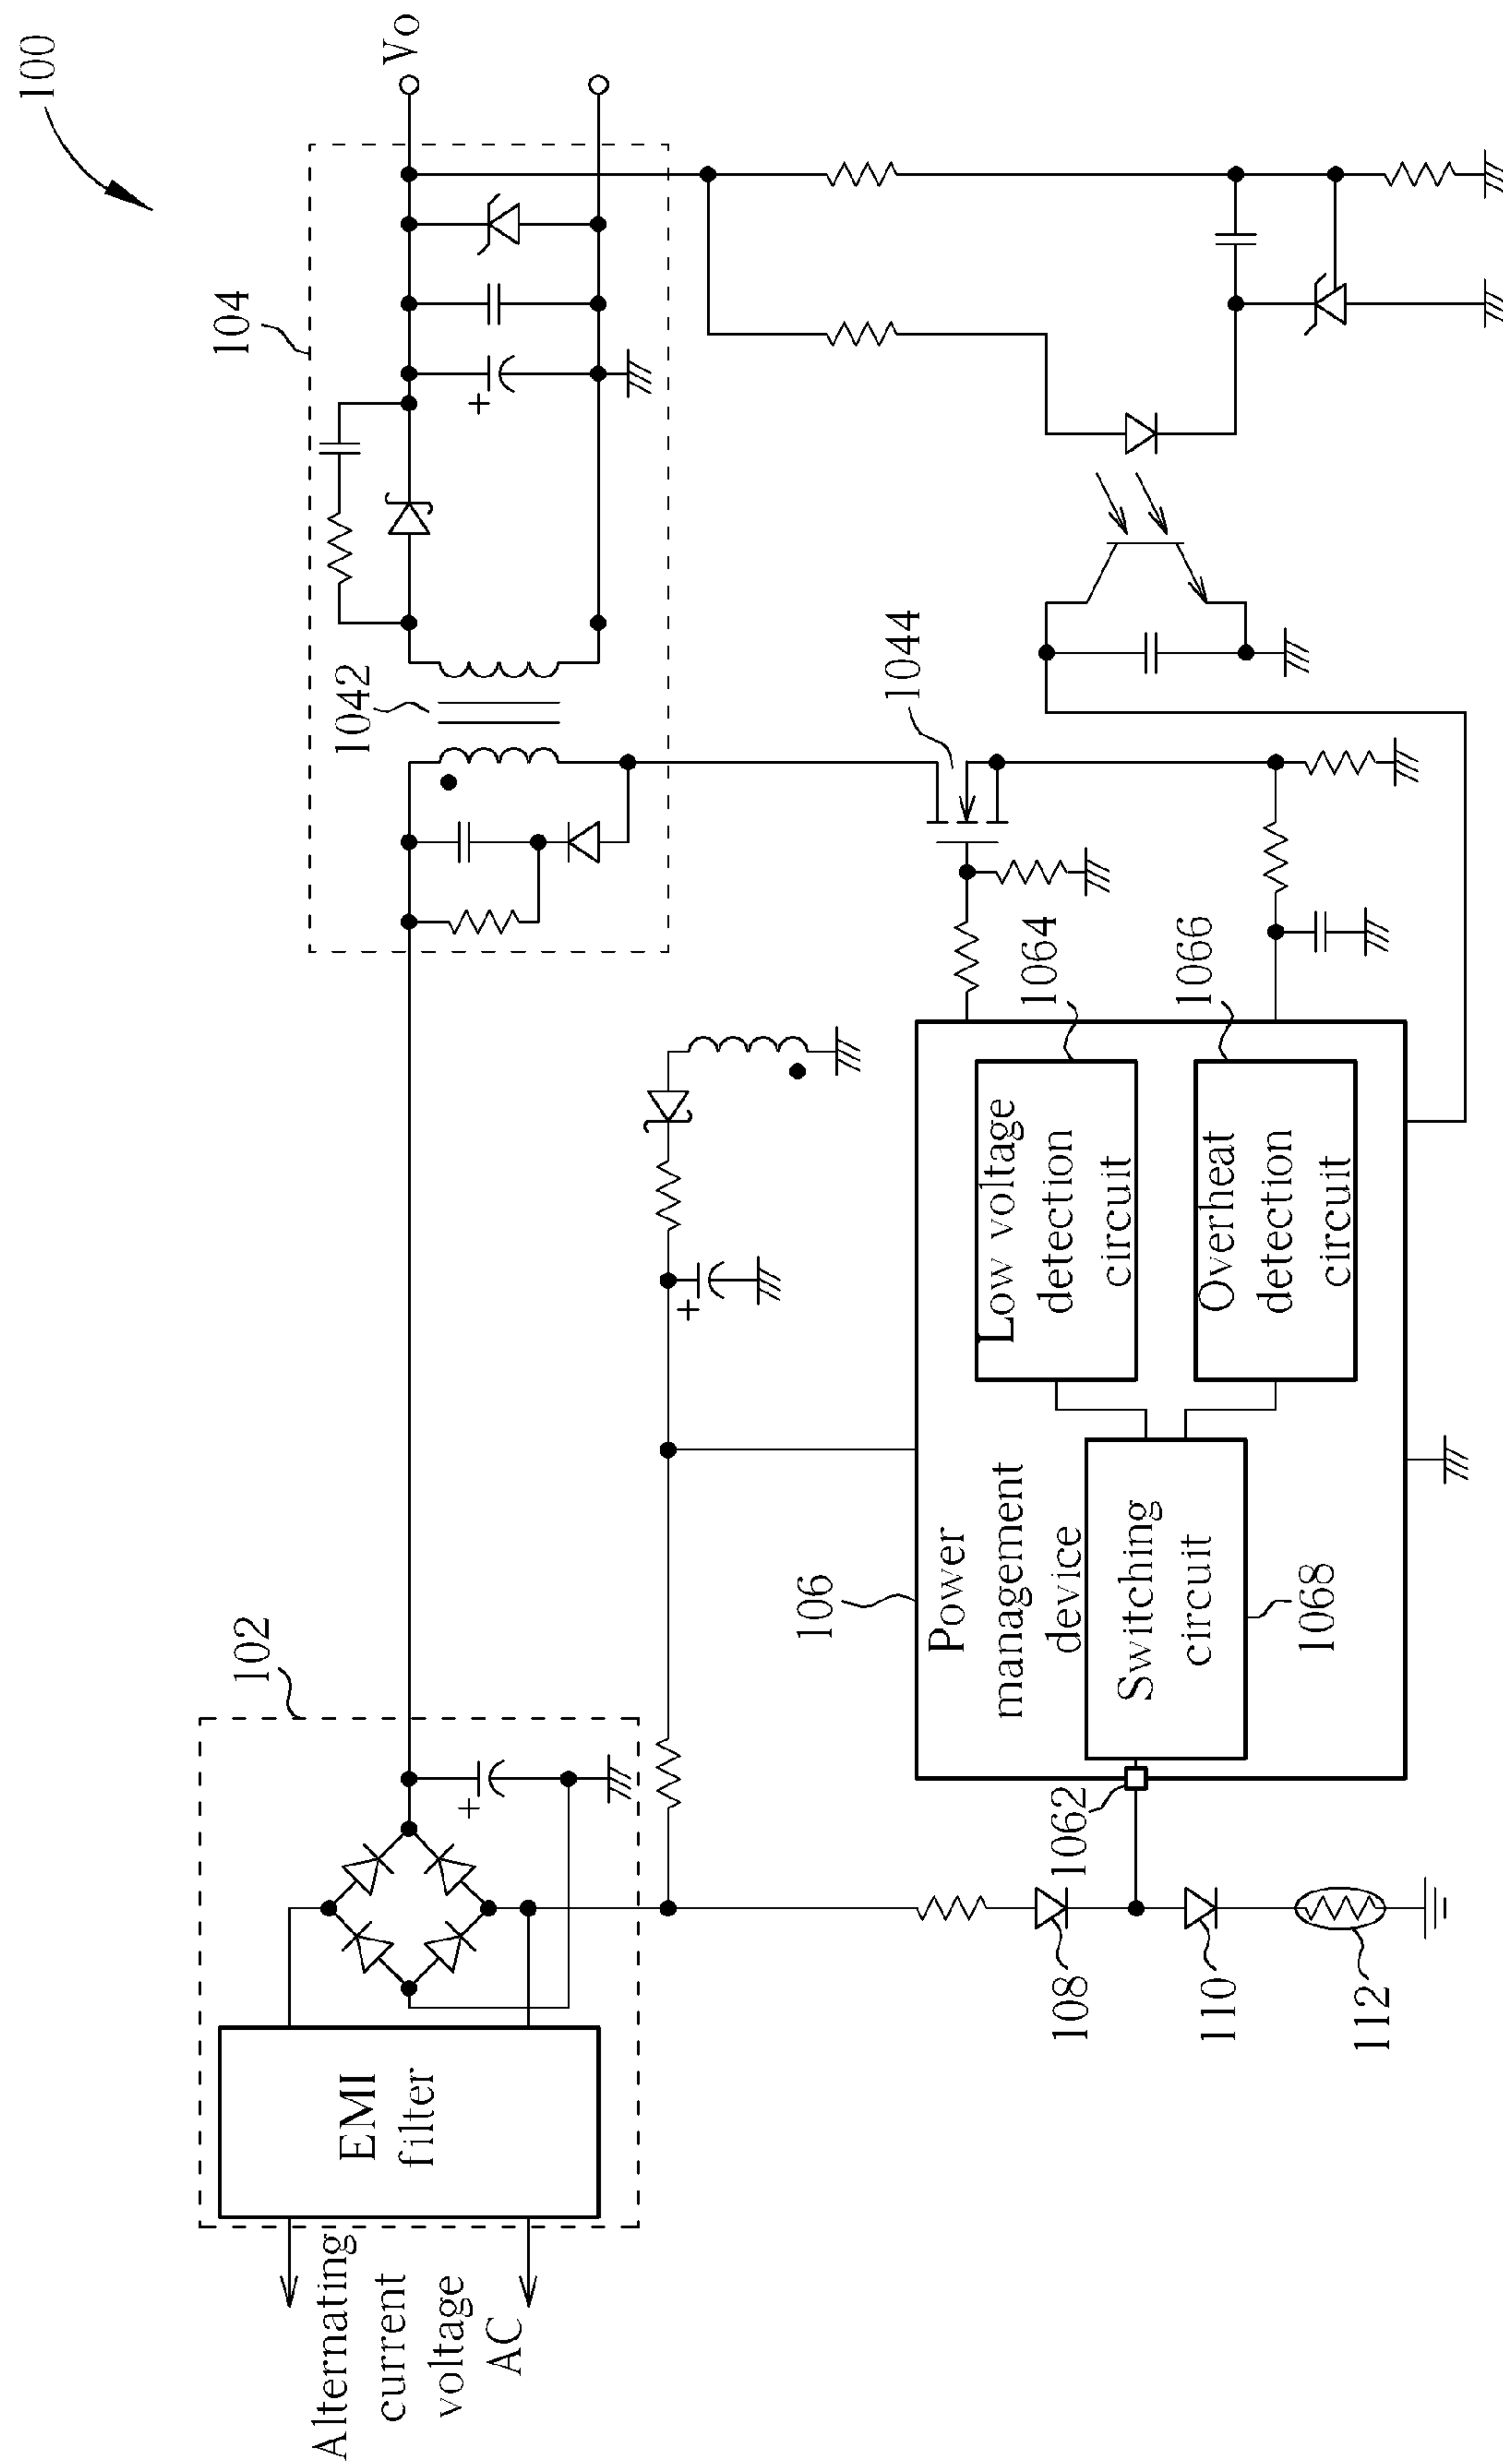 100
104
Vo
1042
+
1044
102
+
EMI
filter
Alternating
current
voltage
AC
+
106
Power
management
device
1064
Low voltage
detection
circuit
1066
Overheat
detection
circuit
Switching
circuit
1068
1062
108
110
112